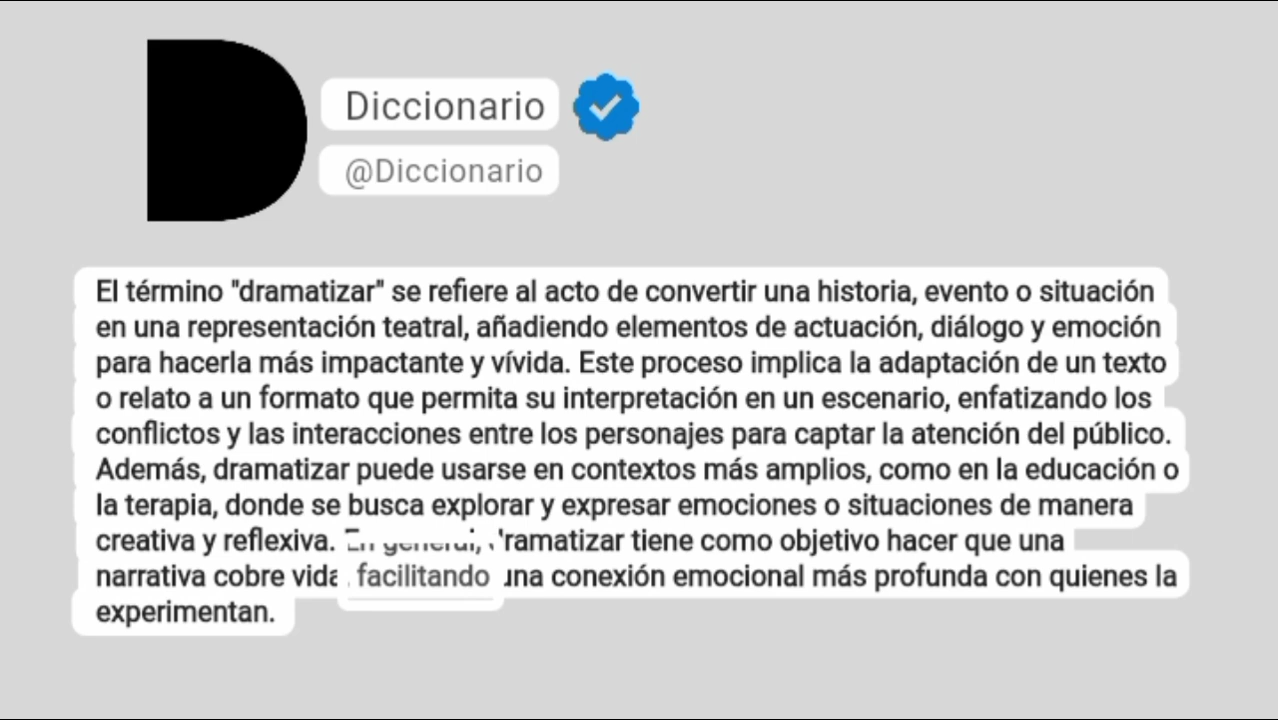 Diccionario
@Diccionario
El término "dramatizar" se refiere al acto de convertir una historia, evento o situación
en una representación teatral, añadiendo elementos de actuación, diálogo y emoción
para hacerla más impactante y vívida. Este proceso implica la adaptación de un texto
o relato a un formato que permita su interpretación en un escenario, enfatizando los
conflictos y las interacciones entre los personajes para captar la atención del público.
Además, dramatizar puede usarse en contextos más amplios, como en la educación o
la terapia, donde se busca explorar y expresar emociones o situaciones de manera
creativa y reflexiva. En general, dramatizar tiene como objetivo hacer que una
narrativa cobre vida facilitando una conexión emocional más profunda con quienes la
experimentan.